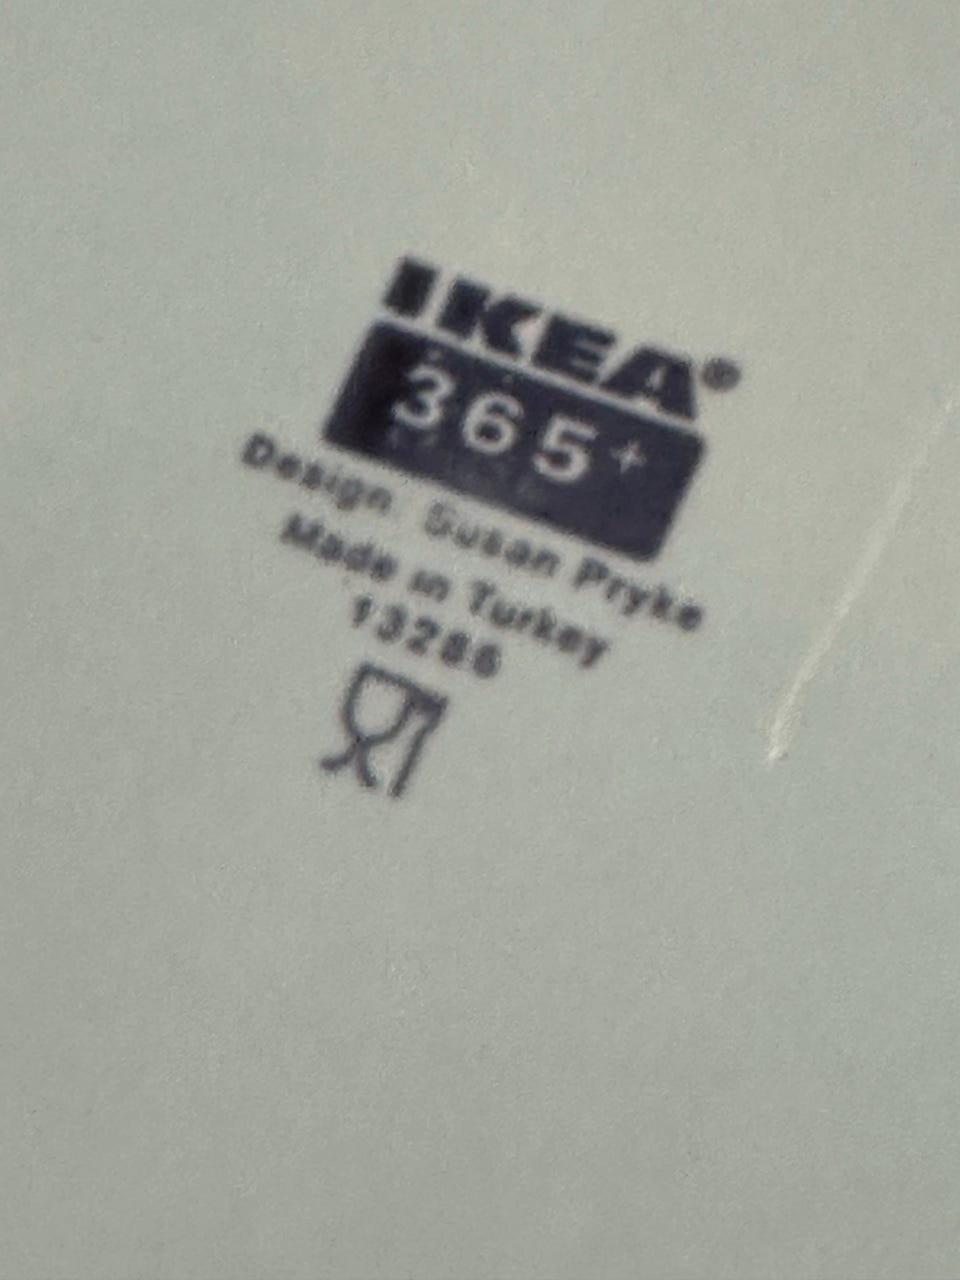 IKEA®
365+
Design Susan Pryke
Made in Turkey
13286